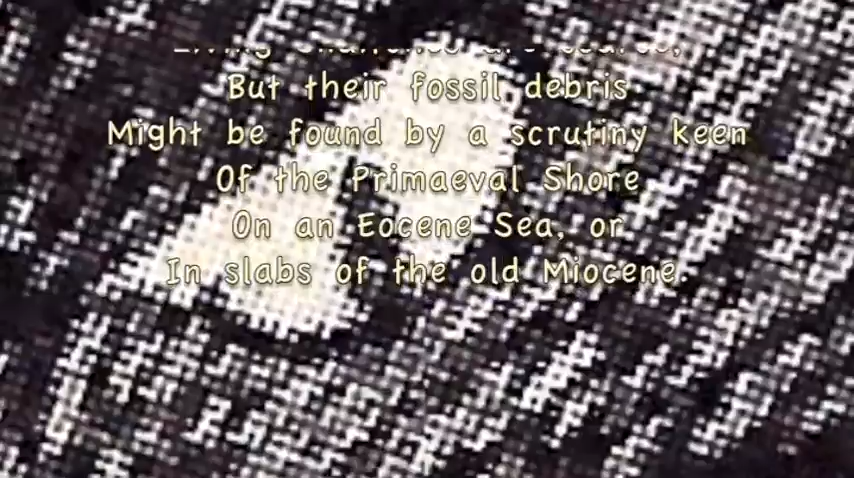 are
But their fossil debris
Might be found by a scrutiny keen
Of the Primaeval Shore
On an Eocene Sea, or
In slabs of the old Miocene.